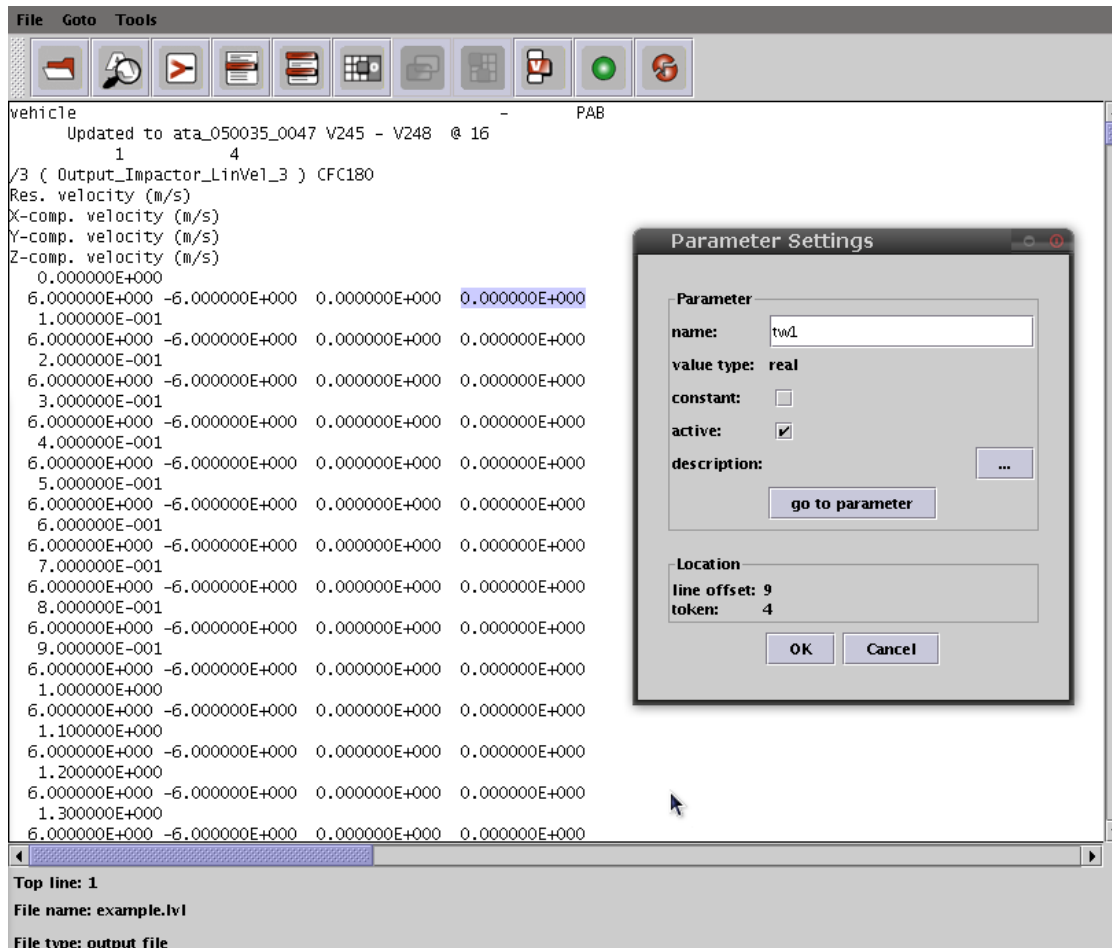 File Goto Tools
vehicle - PAB
Updated to ata_050035_0047 V245 - V248 @ 16
1 4
/3 ( Output_Impactor_LinVel_3 ) CFC180
Res. velocity (m/s)
X-comp. velocity (m/s)
Y-comp. velocity (m/s)
Z-comp. velocity (m/s)
0.000000E+000
6.000000E+000 -6.000000E+000 0.000000E+000 0.000000E+000
1.000000E-001
6.000000E+000 -6.000000E+000 0.000000E+000 0.000000E+000
2.000000E-001
6.000000E+000 -6.000000E+000 0.000000E+000 0.000000E+000
3.000000E-001
6.000000E+000 -6.000000E+000 0.000000E+000 0.000000E+000
4.000000E-001
6.000000E+000 -6.000000E+000 0.000000E+000 0.000000E+000
5.000000E-001
6.000000E+000 -6.000000E+000 0.000000E+000 0.000000E+000
6.000000E-001
6.000000E+000 -6.000000E+000 0.000000E+000 0.000000E+000
7.000000E-001
6.000000E+000 -6.000000E+000 0.000000E+000 0.000000E+000
8.000000E-001
6.000000E+000 -6.000000E+000 0.000000E+000 0.000000E+000
9.000000E-001
6.000000E+000 -6.000000E+000 0.000000E+000 0.000000E+000
1.000000E+000
6.000000E+000 -6.000000E+000 0.000000E+000 0.000000E+000
1.100000E+000
6.000000E+000 -6.000000E+000 0.000000E+000 0.000000E+000
1.200000E+000
6.000000E+000 -6.000000E+000 0.000000E+000 0.000000E+000
1.300000E+000
6.000000E+000 -6.000000E+000 0.000000E+000 0.000000E+000
Parameter Settings
Parameter
name: tw1
value type: real
constant:
active:
description: ...
go to parameter
Location
line offset: 9
token: 4
OK Cancel
Top line: 1
File name: example.lvl
File type: output file